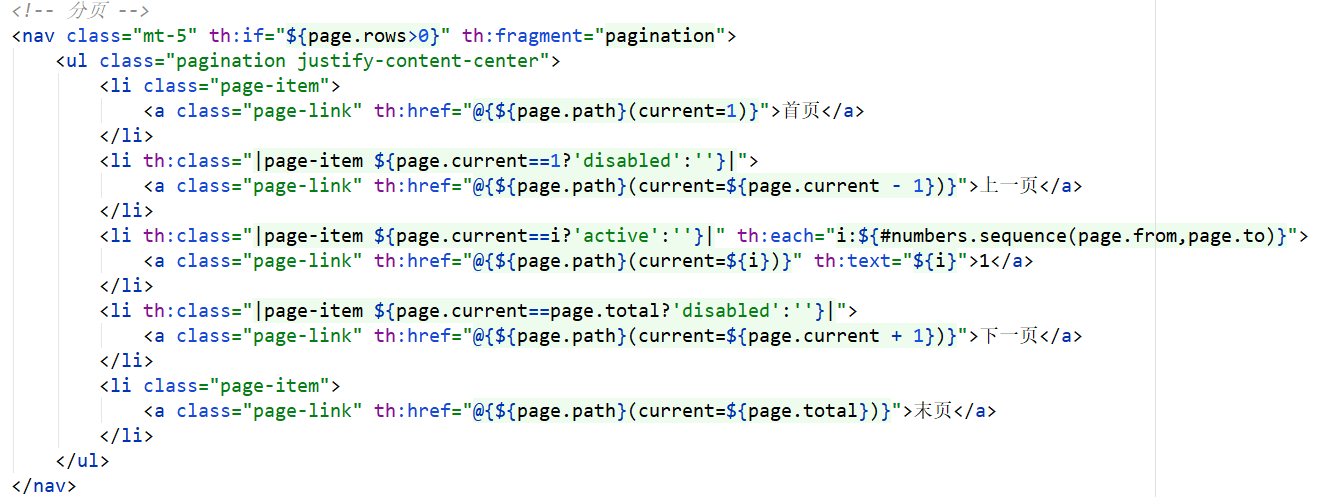 <!-- 分页 -->
<nav class="mt-5" th:if="${page.rows>0}" th:fragment="pagination">
<ul class="pagination justify-content-center">
<li class="page-item">
<a class="page-link" th:href="@{${page.path}(current=1)}">首页</a>
</li>
<li th:class="|page-item ${page.current==1?'disabled':''}|">
<a class="page-link" th:href="@{${page.path}(current=${page.current - 1})}">上一页</a>
</li>
<li th:class="|page-item ${page.current==i?'active':''}|" th:each="i:${#numbers.sequence(page.from,page.to)}">
<a class="page-link" th:href="@{${page.path}(current=${i})}" th:text="${i}">1</a>
</li>
<li th:class="|page-item ${page.current==page.total?'disabled':''}|">
<a class="page-link" th:href="@{${page.path}(current=${page.current + 1})}">下一页</a>
</li>
<li class="page-item">
<a class="page-link" th:href="@{${page.path}(current=${page.total})}">末页</a>
</li>
</ul>
</nav>